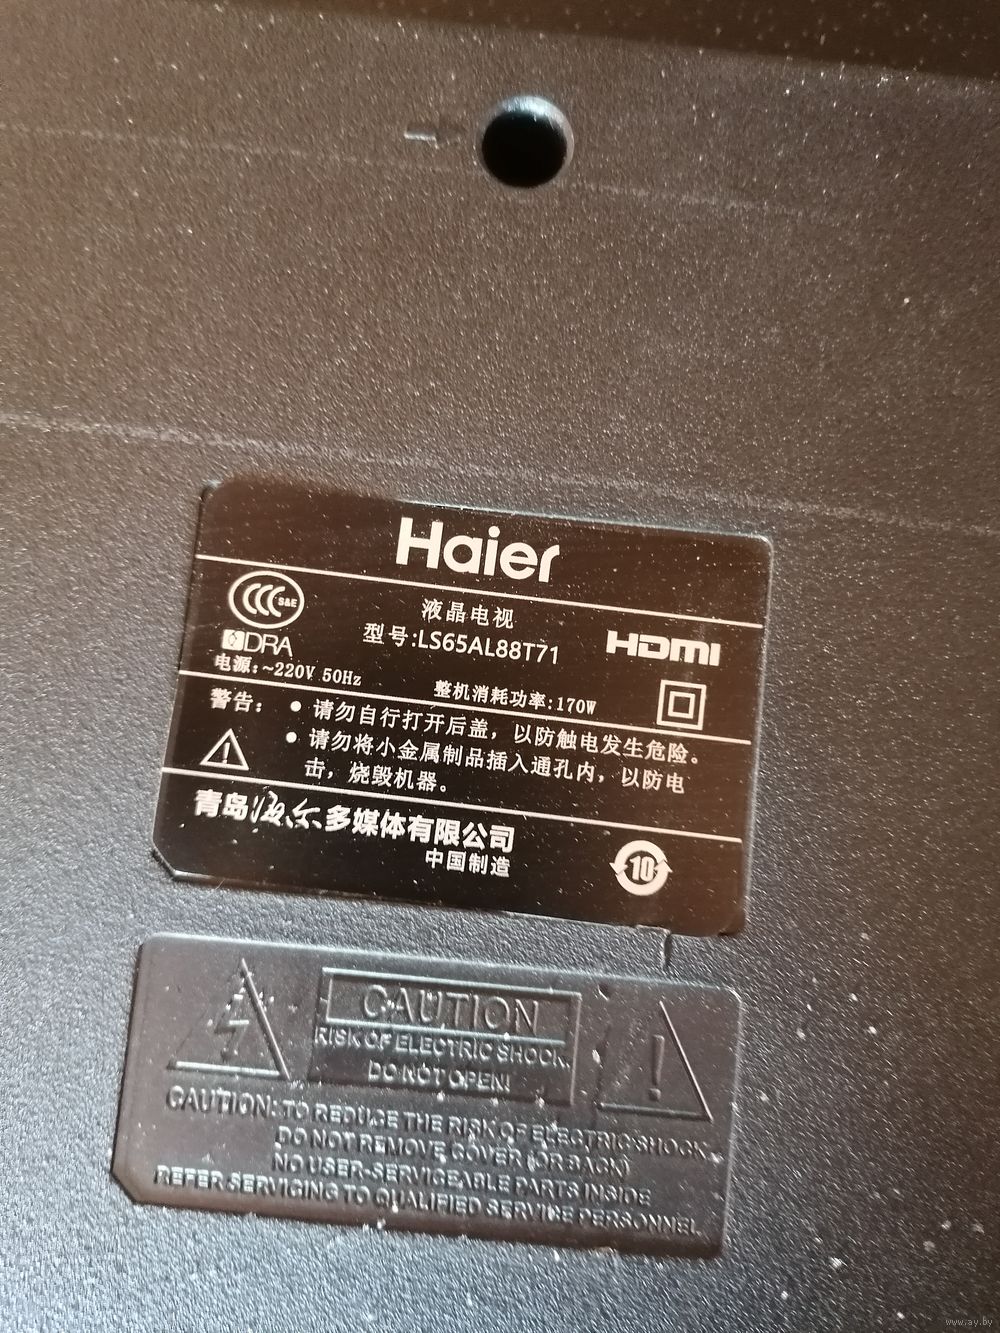 Haier
S&E
液晶电视
DRA
型号:LS65AL88T71
HDMI
电源:~220V 50Hz
整机消耗功率:170W
警告: ● 请勿自行打开后盖，以防触电发生危险。
● 请勿将小金属制品插入通孔内，以防电
击，烧毁机器。
青岛海尔多媒体有限公司
中国制造
10
CAUTION
RISK OF ELECTRIC SHOCK.
DO NOT OPEN!
CAUTION: TO REDUCE THE RISK OF ELECTRIC SHOCK.
DO NOT REMOVE COVER (OR BACK)
NO USER-SERVICEABLE PARTS INSIDE
REFER SERVICING TO QUALIFIED SERVICE PERSONNEL.
www.ay.by